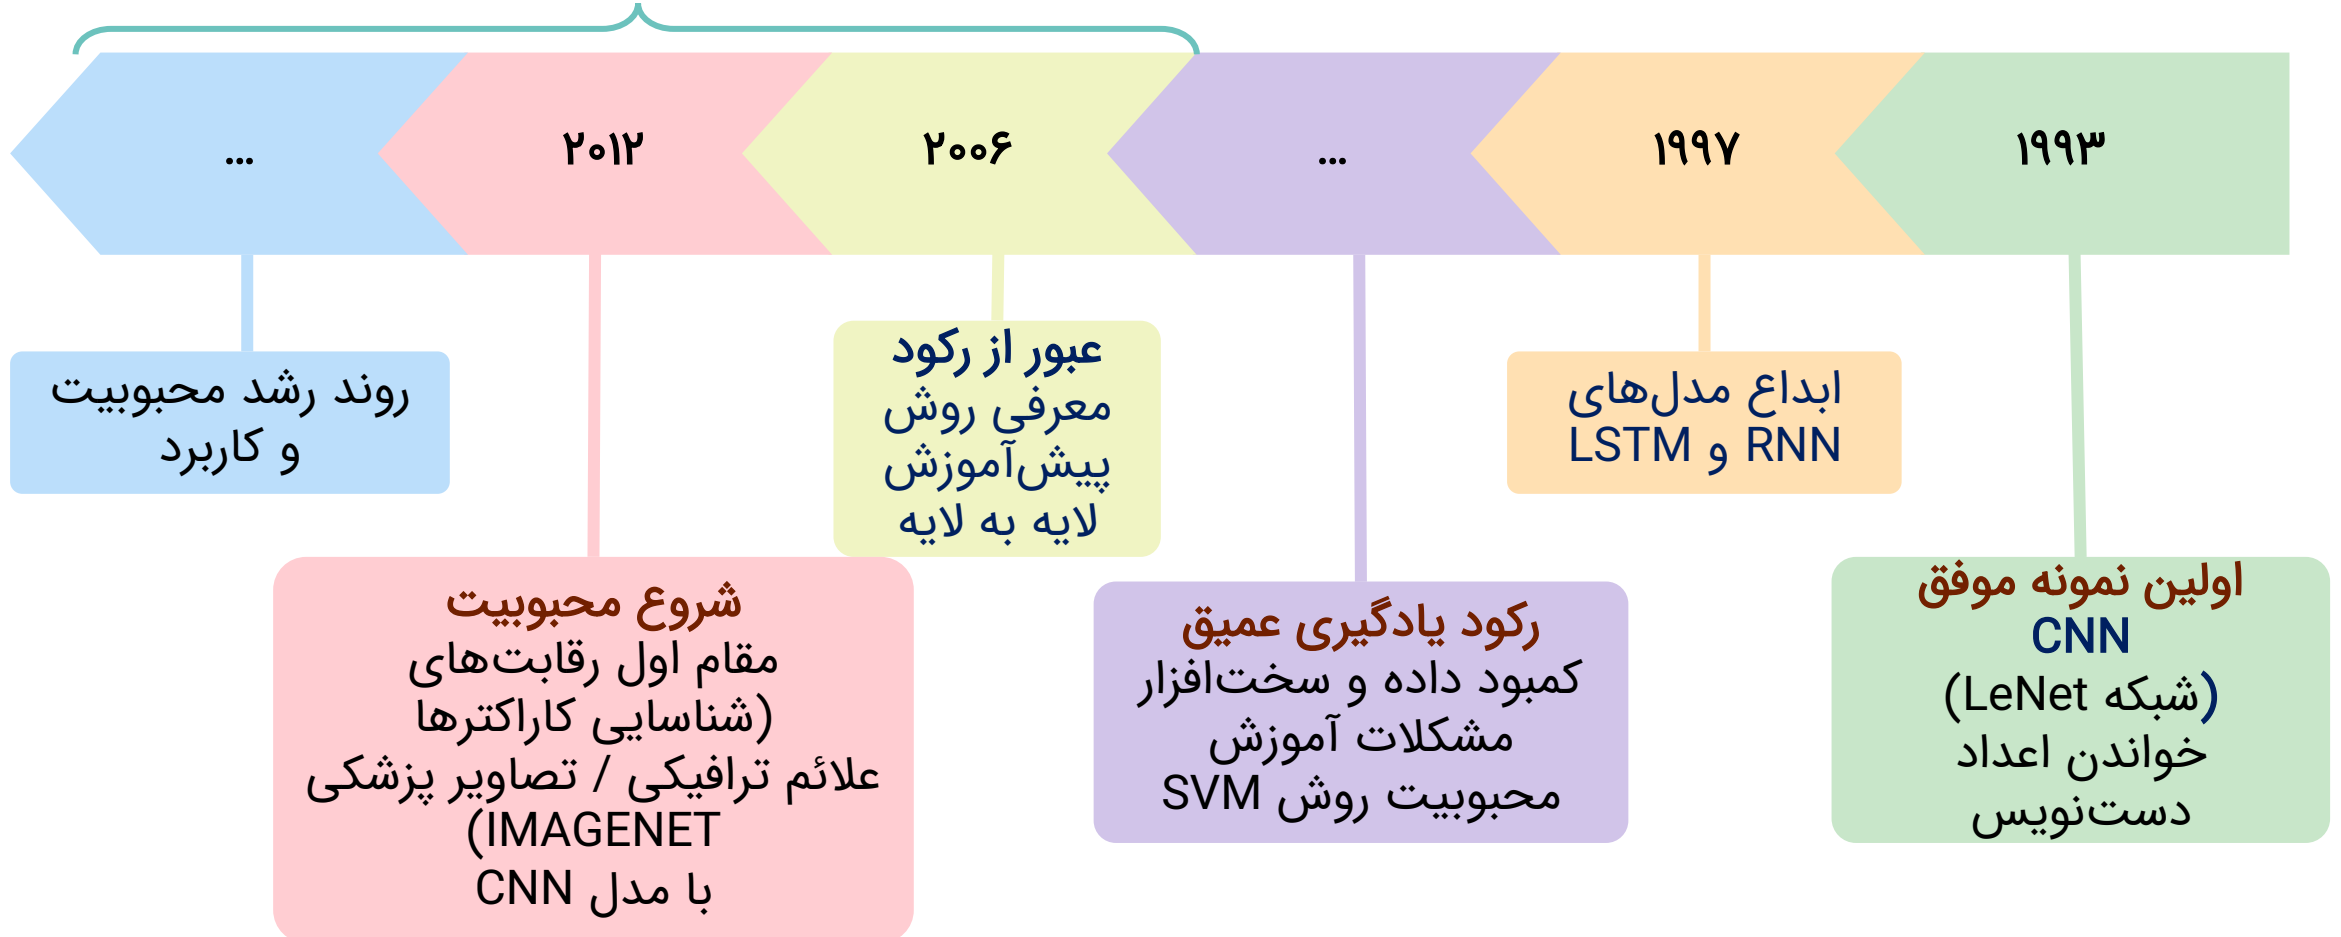 ۱۹۹۳
۱۹۹۷
...
۲۰۰۶
۲۰۱۲
...
اولین نمونه موفق
CNN
(شبکه LeNet)
خواندن اعداد
دست‌نویس
ابداع مدل‌های
RNN و LSTM
رکود یادگیری عمیق
کمبود داده و سخت‌افزار
مشکلات آموزش
محبوبیت روش SVM
عبور از رکود
معرفی روش
پیش‌آموزش
لایه به لایه
شروع محبوبیت
مقام اول رقابت‌های
(شناسایی کاراکترها
علائم ترافیکی / تصاویر پزشکی
IMAGENET)
با مدل CNN
روند رشد محبوبیت
و کاربرد